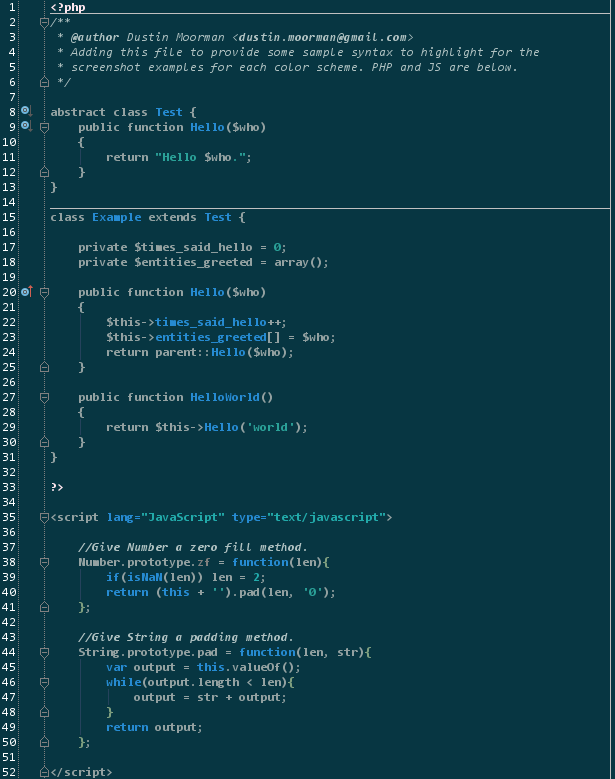 1 <?php
2 /**
3  * @author Dustin Moorman <dustin.moorman@gmail.com>
4  * Adding this file to provide some sample syntax to highlight for the
5  * screenshot examples for each color scheme. PHP and JS are below.
6  */
7
8 abstract class Test {
9     public function Hello($who)
10     {
11         return "Hello $who.";
12     }
13 }
14
15 class Example extends Test {
16
17     private $times_said_hello = 0;
18     private $entities_greeted = array();
19
20     public function Hello($who)
21     {
22         $this->times_said_hello++;
23         $this->entities_greeted[] = $who;
24         return parent::Hello($who);
25     }
26
27     public function HelloWorld()
28     {
29         return $this->Hello('world');
30     }
31 }
32
33 ?>
34
35 <script lang="JavaScript" type="text/javascript">
36
37     //Give Number a zero fill method.
38     Number.prototype.zf = function(len){
39         if(isNaN(len)) len = 2;
40         return (this + '').pad(len, '0');
41     };
42
43     //Give String a padding method.
44     String.prototype.pad = function(len, str){
45         var output = this.valueOf();
46         while(output.length < len){
47             output = str + output;
48         }
49         return output;
50     };
51
52 </script>